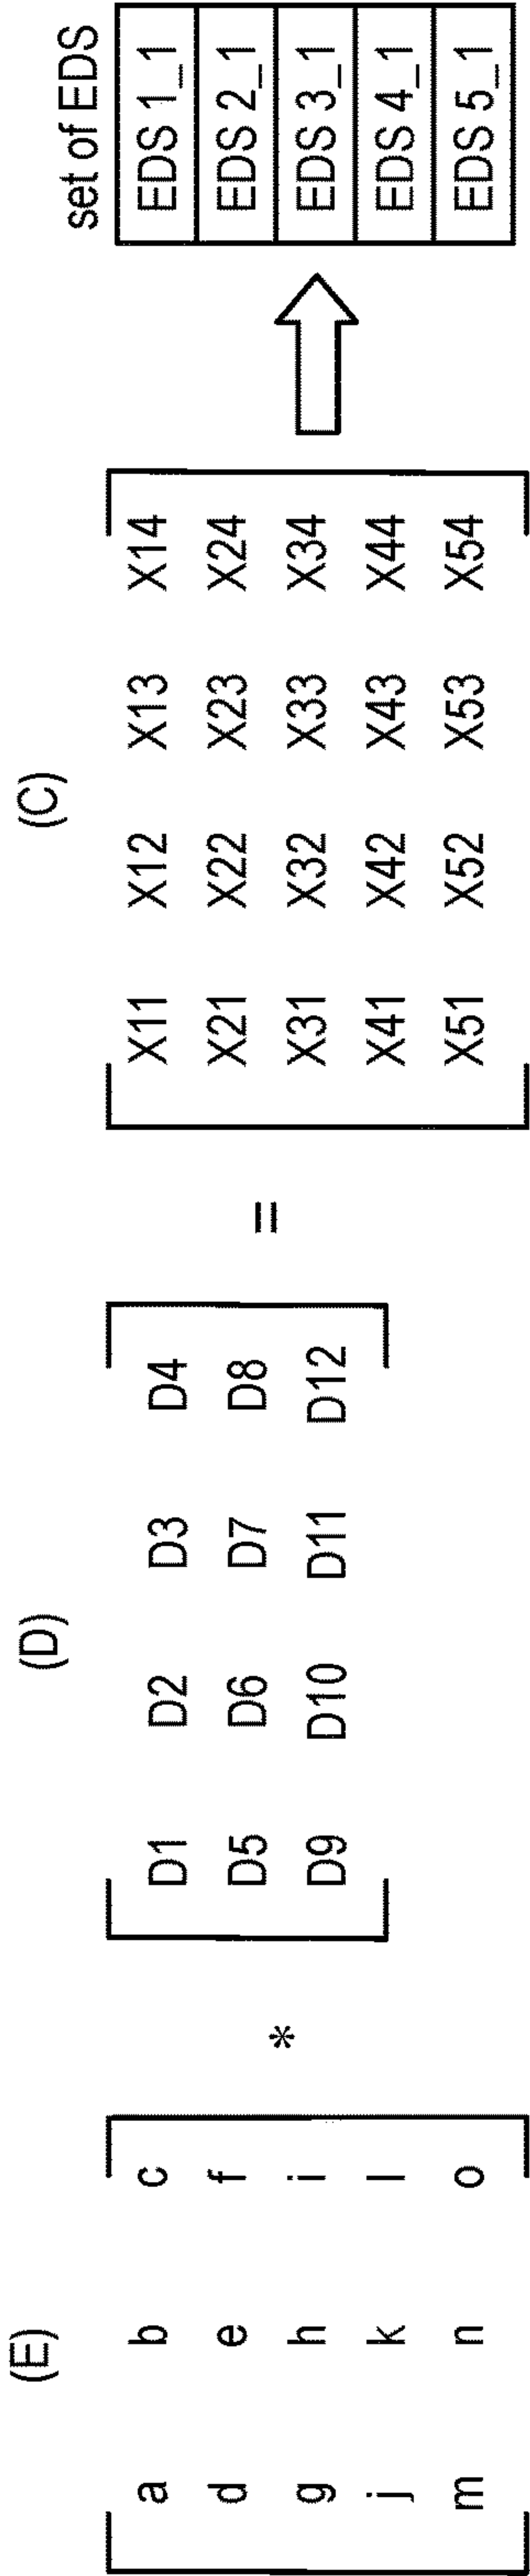 (E) (D) (C) set of EDS
a b c D1 D2 D3 D4 X11 X12 X13 X14 EDS 1_1
d e f D5 D6 D7 D8 X21 X22 X23 X24 EDS 2_1
g h i * D9 D10 D11 D12 = X31 X32 X33 X34 EDS 3_1
j k l X41 X42 X43 X44 EDS 4_1
m n o X51 X52 X53 X54 EDS 5_1